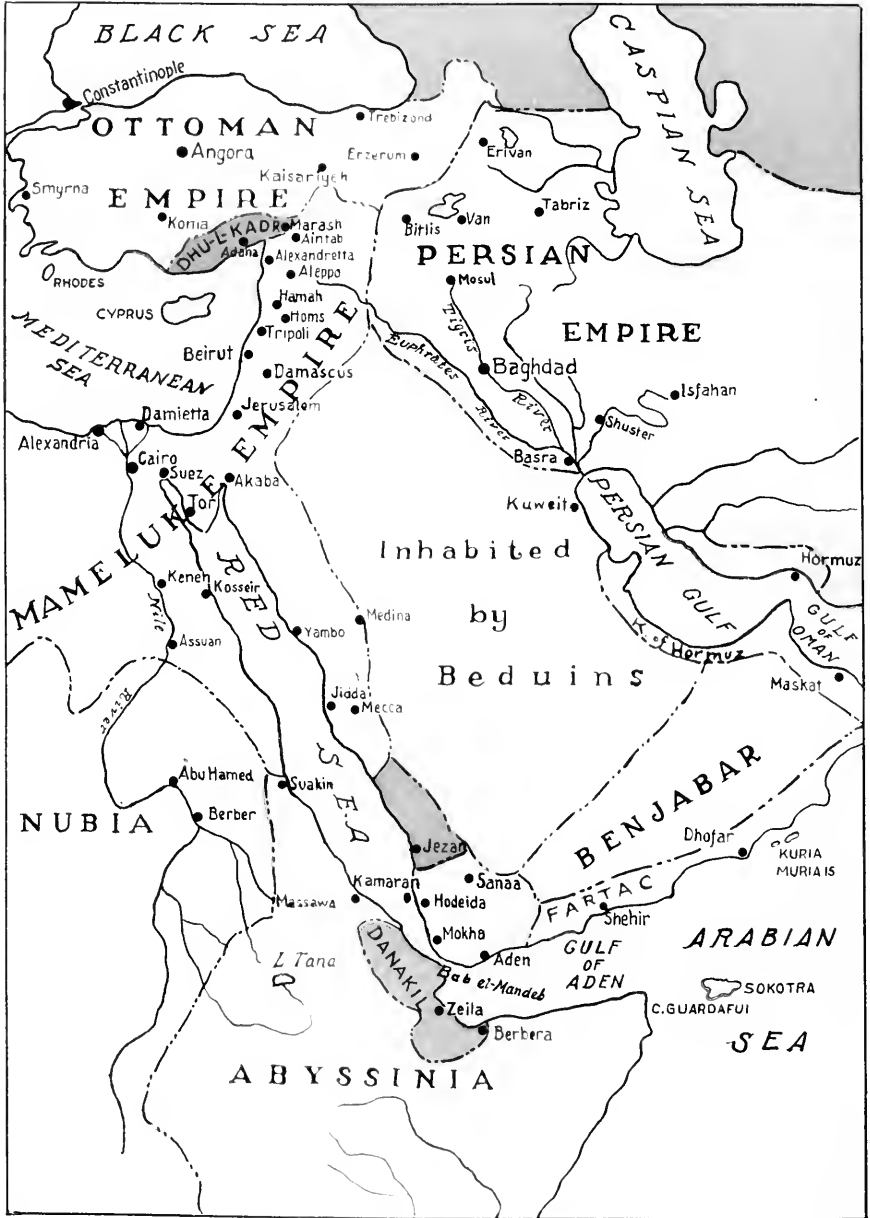 BLACK SEA
CASPIAN SEA
Constantinople
OTTOMAN
EMPIRE
Trebizond
Angora
Erzerum
Erivan
Kaisariyeh
Smyrna
Konia
DHU-L-KADR
Marash
Adana
Aintab
Alexandretta
Aleppo
Bitlis
Van
Tabriz
PERSIAN
EMPIRE
Mosul
RHODES
CYPRUS
Hamah
Homs
Tripoli
Beirut
Damascus
MEDITERRANEAN
SEA
Tigris
River
Euphrates
River
Baghdad
Isfahan
Shuster
Basra
Jerusalem
Damietta
Alexandria
Cairo
Suez
Akaba
Tor
MAMELUKE EMPIRE
Kuweit
PERSIAN
GULF
Inhabited
by
Beduins
Hormuz
K. of Hormuz
GULF
OF
OMAN
Maskat
Keneh
Kosseir
Nile
River
Assuan
RED
SEA
Yambo
Medina
Jidda
Mecca
Abu Hamed
Suakin
NUBIA
Berber
Jezan
BENJABAR
Dhofar
KURIA
MURIA IS
Kamaran
Sanaa
Hodeida
FARTAC
Shehir
Massawa
Mokha
Aden
GULF
OF
ADEN
ARABIAN
SEA
L Tana
DANAKIL
Bab el-Mandeb
SOKOTRA
C. GUARDAFUI
Zeila
Berbera
ABYSSINIA